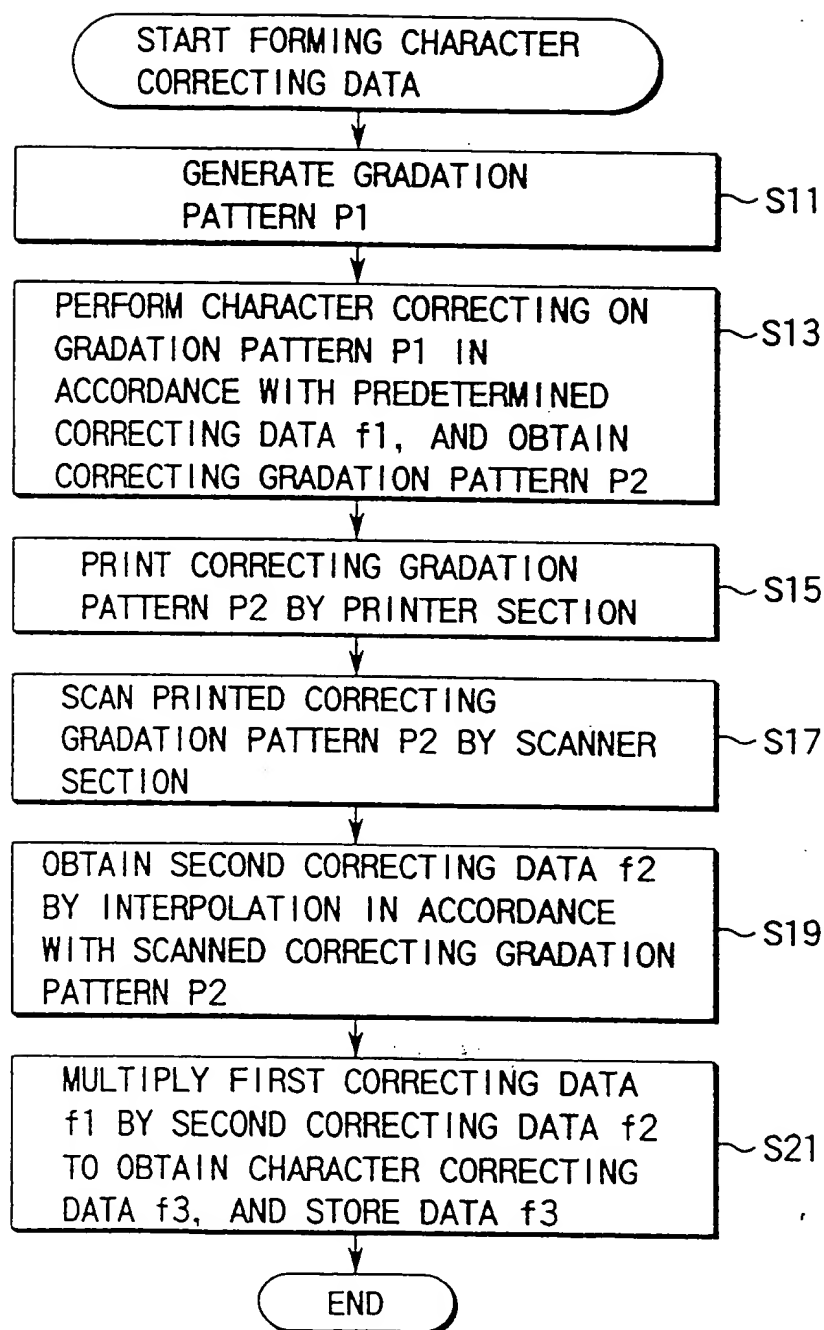 START FORMING CHARACTER
CORRECTING DATA
GENERATE GRADATION
PATTERN P1
S11
PERFORM CHARACTER CORRECTING ON
GRADATION PATTERN P1 IN
ACCORDANCE WITH PREDETERMINED
CORRECTING DATA f1, AND OBTAIN
CORRECTING GRADATION PATTERN P2
S13
PRINT CORRECTING GRADATION
PATTERN P2 BY PRINTER SECTION
S15
SCAN PRINTED CORRECTING
GRADATION PATTERN P2 BY SCANNER
SECTION
S17
OBTAIN SECOND CORRECTING DATA f2
BY INTERPOLATION IN ACCORDANCE
WITH SCANNED CORRECTING GRADATION
PATTERN P2
S19
MULTIPLY FIRST CORRECTING DATA
f1 BY SECOND CORRECTING DATA f2
TO OBTAIN CHARACTER CORRECTING
DATA f3, AND STORE DATA f3
S21
END